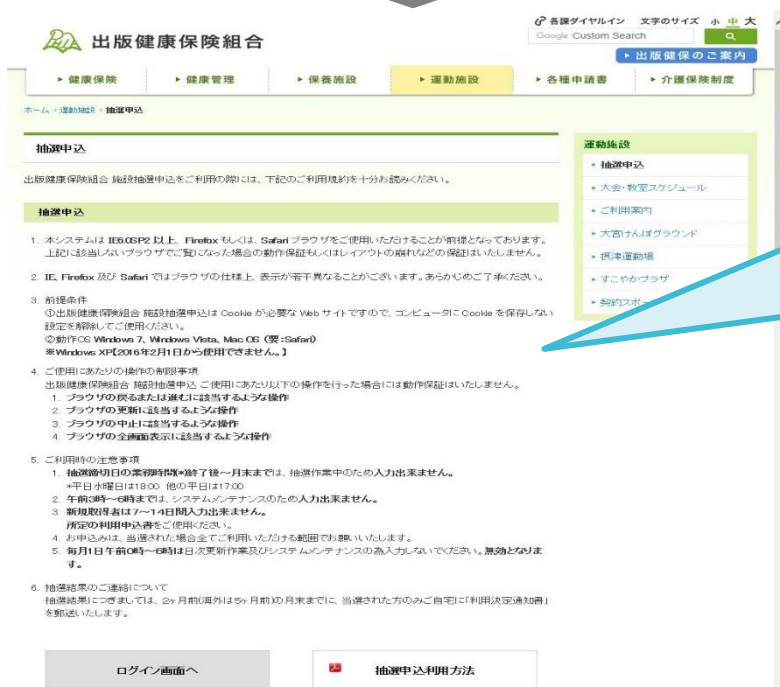 各課ダイヤルイン 文字のサイズ 小 中 大
出版健康保険組合
Google Custom Search
出版健保のご案内
健康保険 健康管理 保養施設 運動施設 各種申請書 介護保険制度
ホーム > 運動施設 > 抽選申込
抽選申込
出版健康保険組合 施設抽選申込をご利用の際には、下記のご利用規約を十分お読みください。
抽選申込
1. 本システムは IE6.0SP2 以上、Firefox もしくは、Safari ブラウザをご使用いただけることが前提となっております。
上記に該当しないブラウザでご覧になった場合の動作保証もしくはレイアウトの崩れなどの保証はいたしません。
2. IE、Firefox 及び Safari ではブラウザの仕様上、表示が若干異なることがございます。あらかじめご了承ください。
3. 前提条件
①出版健康保険組合 施設抽選申込は Cookie が必要な Web サイトですので、コンピュータに Cookie を保存しない
設定を解除してご使用ください。
②動作OS Windows 7、Windows Vista、Mac OS (要:Safari)
※Windows XP【2016年2月1日から使用できません。】
4. ご使用にあたりの操作の制限事項
出版健康保険組合 施設抽選申込 ご使用にあたり以下の操作を行った場合には動作保証はいたしません。
1. ブラウザの戻るまたは進むに該当するような操作
2. ブラウザの更新に該当するような操作
3. ブラウザの中止に該当するような操作
4. ブラウザの全画面表示に該当するような操作
5. ご利用時の注意事項
1. 抽選締切日の業務時間(*)終了後～月末までは、抽選作業中のため入力出来ません。
*平日水曜日は18:00 他の平日は17:00
2. 午前3時～6時までは、システムメンテナンスのため入力出来ません。
3. 新規取得者は7～14日間入力出来ません。
所定の利用申込書をご使用ください。
4. お申込みは、当選された場合全てご利用いただける範囲でお願いいたします。
5. 毎月1日午前0時～6時は日次更新作業及びシステムメンテナンスの為入力しないでください。無効となりま
す。
6. 抽選結果のご連絡について
抽選結果につきましては、2ヶ月前(海外は5ヶ月前)の月末までに、当選された方のみご自宅に「利用決定通知書」
を郵送いたします。
ログイン画面へ 抽選申込利用方法
運動施設
抽選申込
大会・教室スケジュール
ご利用案内
大宮けんぽグラウンド
摂津運動場
すこやかプラザ
契約スポー